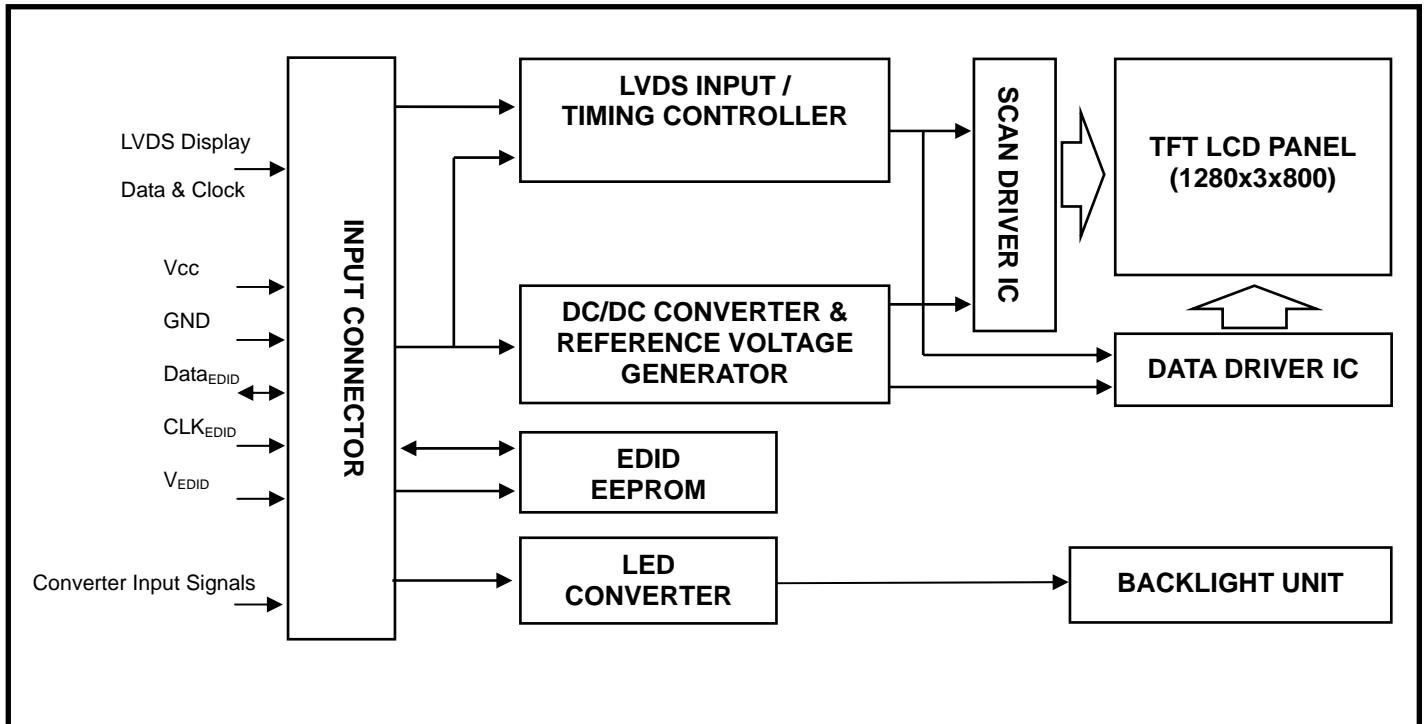 LVDS Display
Data & Clock
Vcc
GND
DataEDID
CLKEDID
VEDID
Converter Input Signals
INPUT CONNECTOR
LVDS INPUT /
TIMING CONTROLLER
DC/DC CONVERTER &
REFERENCE VOLTAGE
GENERATOR
EDID
EEPROM
LED
CONVERTER
SCAN DRIVER IC
TFT LCD PANEL
(1280x3x800)
DATA DRIVER IC
BACKLIGHT UNIT